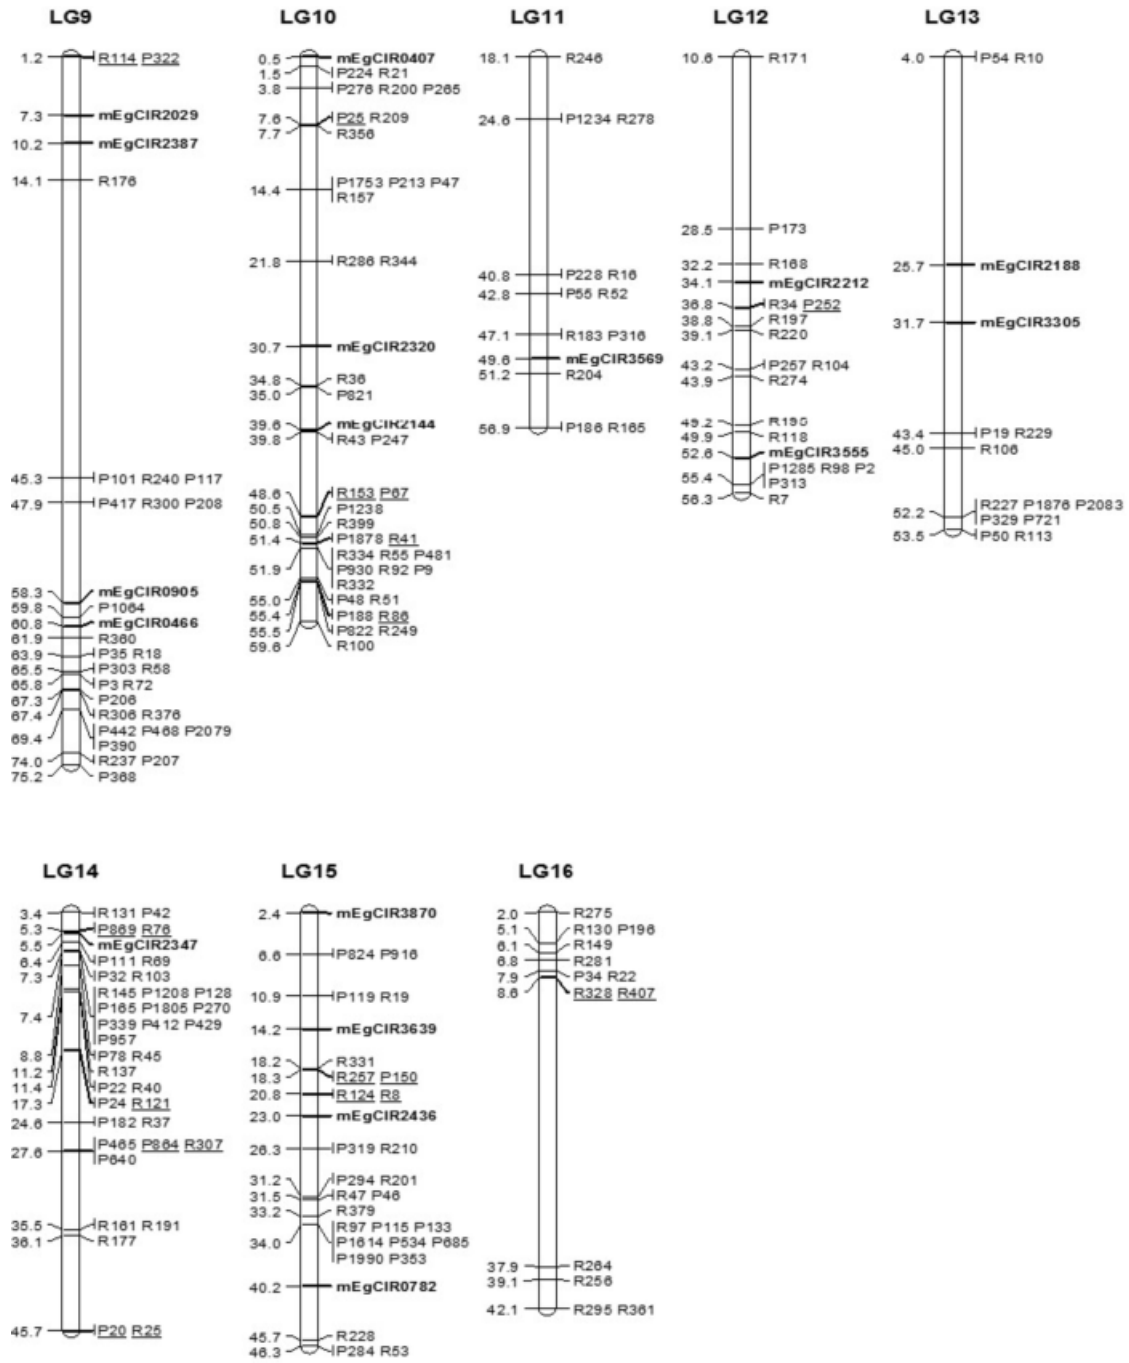 LG9
1.2 R114 P322
7.3 mEgCIR2029
10.2 mEgCIR2387
14.1 R176
45.3 P101 R240 P117
47.9 P417 R300 P208
58.3 mEgCIR0905
59.8 P1064
60.8 mEgCIR0466
61.9 R360
63.9 P35 R18
65.5 P303 R58
65.8 P3 R72
67.3 P206
67.4 R306 R376
69.4 P442 P468 P2079
P390
74.0 R237 P207
75.2 P368
LG10
0.5 mEgCIR0407
1.5 P224 R21
3.8 P276 R200 P265
7.6 P25 R209
7.7 R356
14.4 P1753 P213 P47
R157
21.8 R286 R344
30.7 mEgCIR2320
34.8 R36
35.0 P821
39.6 mEgCIR2144
39.8 R43 P247
48.6 R153 P67
50.5 P1238
50.8 R399
51.4 P1878 R41
51.9 R334 R55 P481
P930 R92 P9
R332
55.0 P48 R51
55.4 P188 R86
55.5 P822 R249
59.6 R100
LG11
18.1 R246
24.6 P1234 R278
40.8 P228 R16
42.8 P55 R52
47.1 R183 P316
49.6 mEgCIR3569
51.2 R204
56.9 P186 R165
LG12
10.6 R171
28.5 P173
32.2 R168
34.1 mEgCIR2212
36.8 R34 P252
38.8 R197
39.1 R220
43.2 P257 R104
43.9 R274
49.2 R195
49.9 R118
52.6 mEgCIR3555
55.4 P1285 R98 P2
P313
56.3 R7
LG13
4.0 P54 R10
25.7 mEgCIR2188
31.7 mEgCIR3305
43.4 P19 R229
45.0 R106
52.2 R227 P1876 P2083
P329 P721
53.5 P50 R113
LG14
3.4 R131 P42
5.3 P869 R76
5.5 mEgCIR2347
6.4 P111 R69
7.3 P32 R103
7.4 R145 P1208 P128
P165 P1805 P270
P339 P412 P429
P957
8.8 P78 R45
11.2 R137
11.4 P22 R40
17.3 P24 R121
24.6 P182 R37
27.6 P465 P864 R307
P640
35.5 R161 R191
36.1 R177
45.7 P20 R25
LG15
2.4 mEgCIR3870
6.6 P824 P916
10.9 P119 R19
14.2 mEgCIR3639
18.2 R331
18.3 R257 P150
20.8 R124 R8
23.0 mEgCIR2436
26.3 P319 R210
31.2 P294 R201
31.5 R47 P46
33.2 R379
34.0 R97 P115 P133
P1614 P534 P685
P1990 P353
40.2 mEgCIR0782
45.7 R228
46.3 P284 R53
LG16
2.0 R275
5.1 R130 P196
6.1 R149
6.8 R281
7.9 P34 R22
8.6 R328 R407
37.9 R264
39.1 R256
42.1 R295 R361